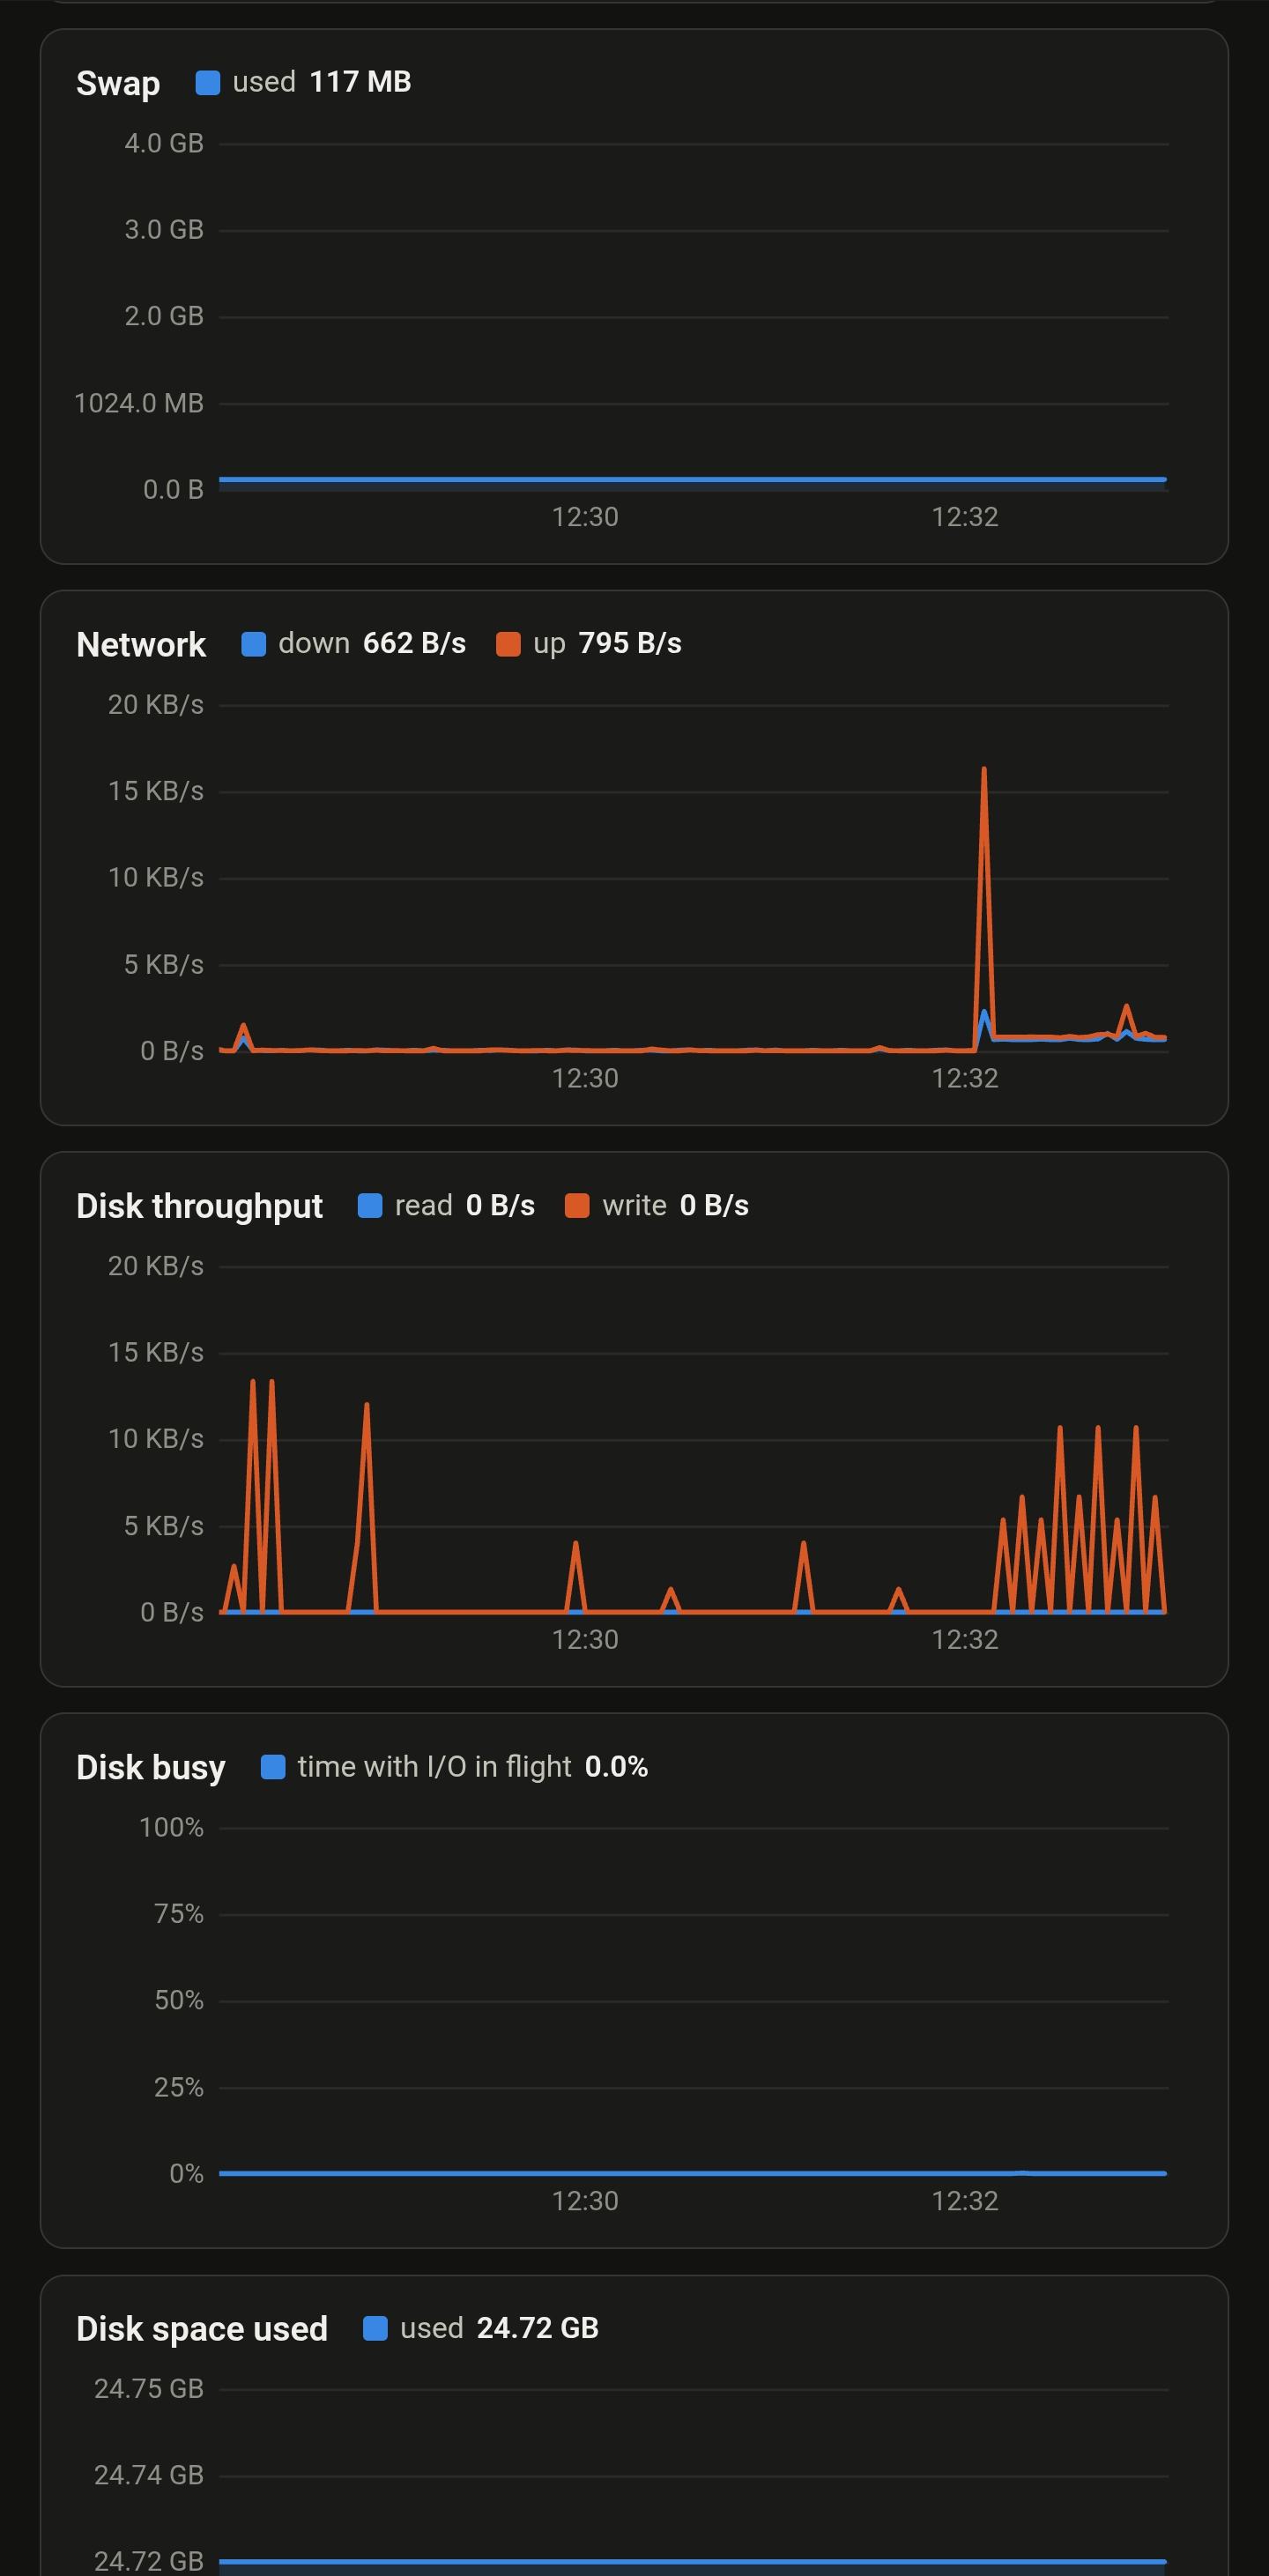 Swap used 117 MB
4.0 GB
3.0 GB
2.0 GB
1024.0 MB
0.0 B
12:30 12:32
Network down 662 B/s up 795 B/s
20 KB/s
15 KB/s
10 KB/s
5 KB/s
0 B/s
12:30 12:32
Disk throughput read 0 B/s write 0 B/s
20 KB/s
15 KB/s
10 KB/s
5 KB/s
0 B/s
12:30 12:32
Disk busy time with I/O in flight 0.0%
100%
75%
50%
25%
0%
12:30 12:32
Disk space used used 24.72 GB
24.75 GB
24.74 GB
24.72 GB